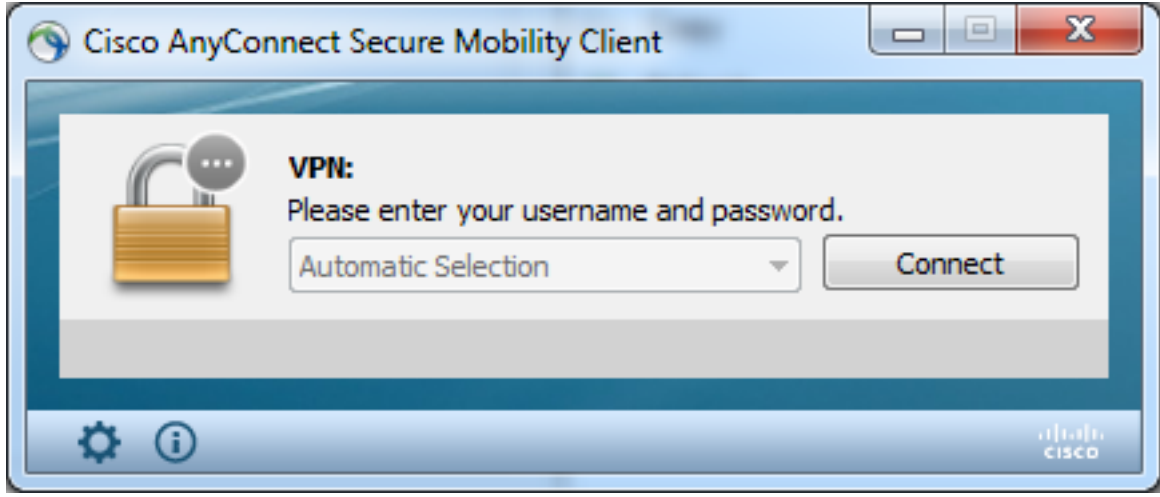 Cisco AnyConnect Secure Mobility Client
VPN:
Please enter your username and password.
Automatic Selection
Connect
CISCO